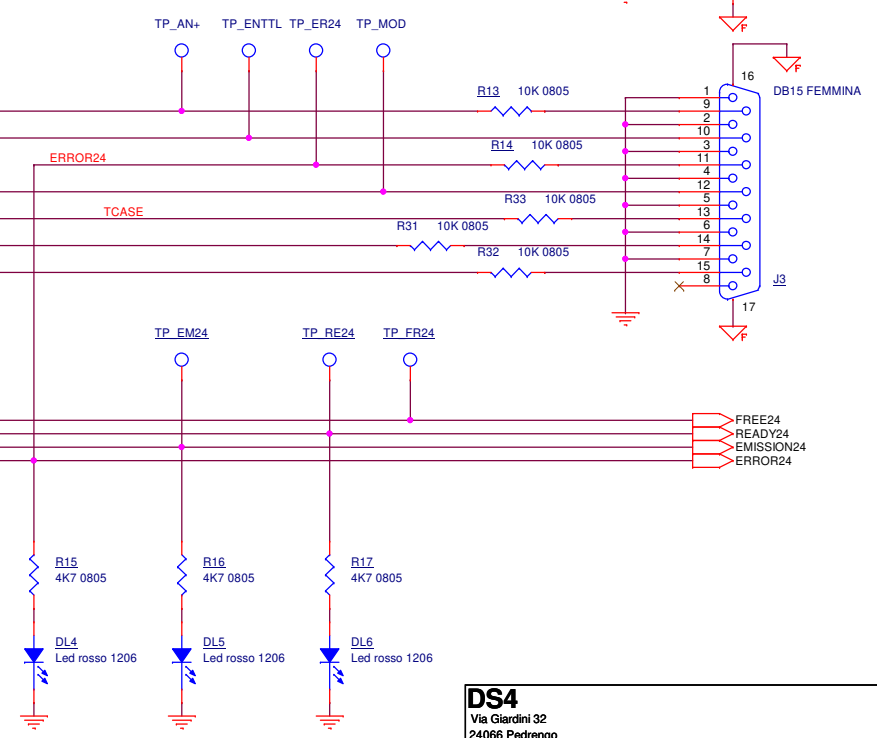 TP_AN+ TP_ENTTL TP_ER24 TP_MOD
F
F
16
DB15 FEMMINA
R13 10K 0805
1
9
2
10
R14 10K 0805
3
ERROR24
11
4
12
R33 10K 0805
5
TCASE
13
R31 10K 0805
6
14
R32 10K 0805
7
15
8
J3
17
F
TP_EM24 TP_RE24 TP_FR24
FREE24
READY24
EMISSION24
ERROR24
R15
4K7 0805
R16
4K7 0805
R17
4K7 0805
DL4
Led rosso 1206
DL5
Led rosso 1206
DL6
Led rosso 1206
DS4
Via Giardini 32
24066 Pedrengo